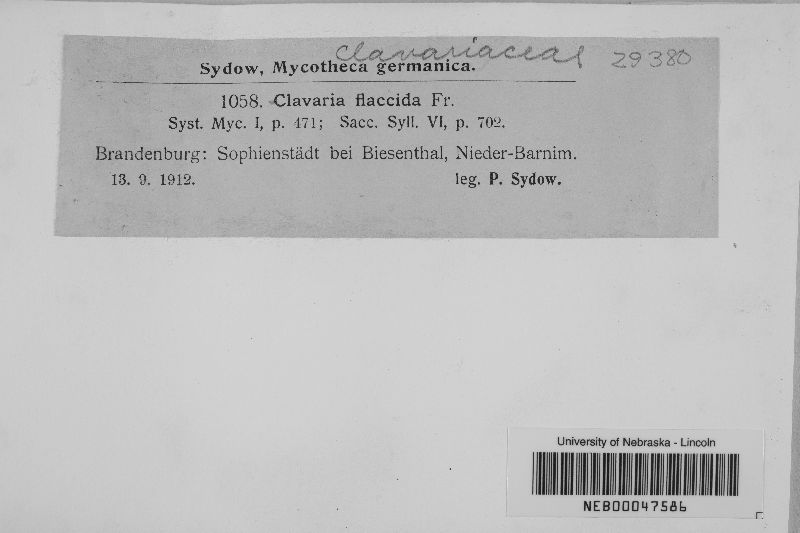 Clavariaceae 29380
Sydow, Mycotheca germanica.
1058. Clavaria flaccida Fr.
Syst. Myc. I, p. 471; Sacc. Syll. VI, p. 702.
Brandenburg: Sophienstädt bei Biesenthal, Nieder-Barnim.
13. 9. 1912. leg. P. Sydow.
University of Nebraska - Lincoln
NEB00047586